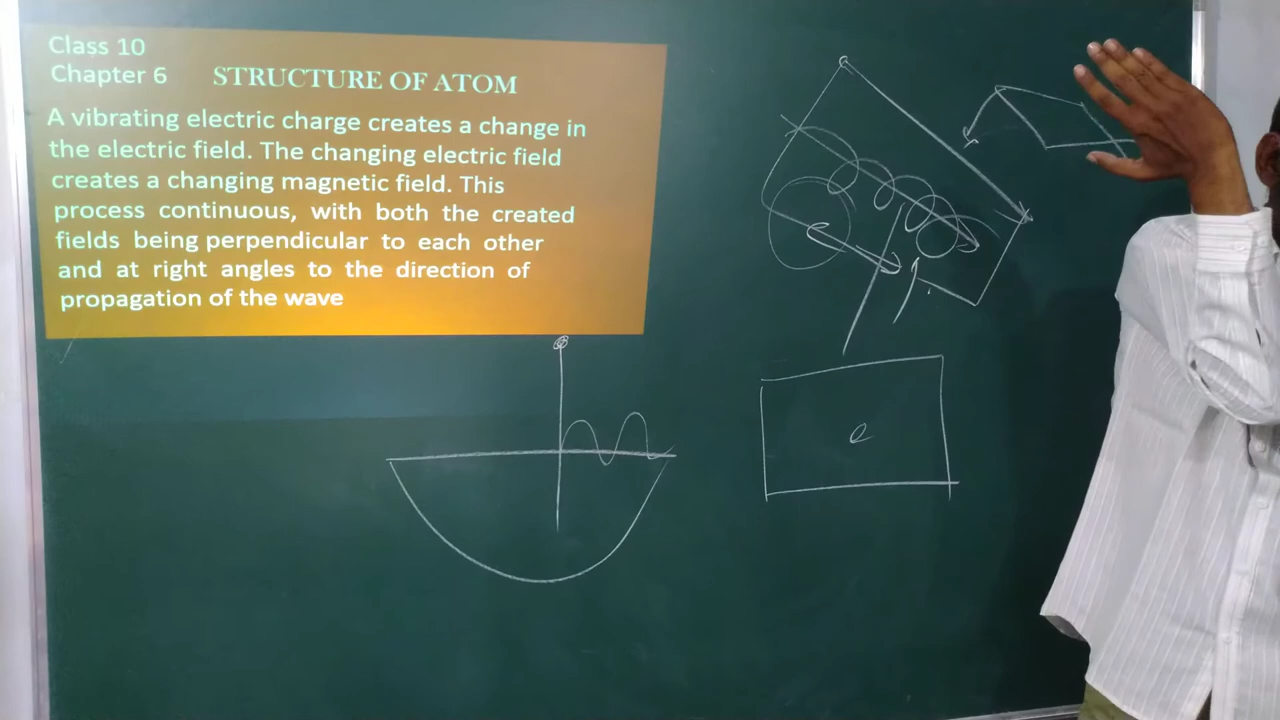 Class 10
Chapter 6 STRUCTURE OF ATOM
A vibrating electric charge creates a change in
the electric field. The changing electric field
creates a changing magnetic field. This
process continuous, with both the created
fields being perpendicular to each other
and at right angles to the direction of
propagation of the wave
e